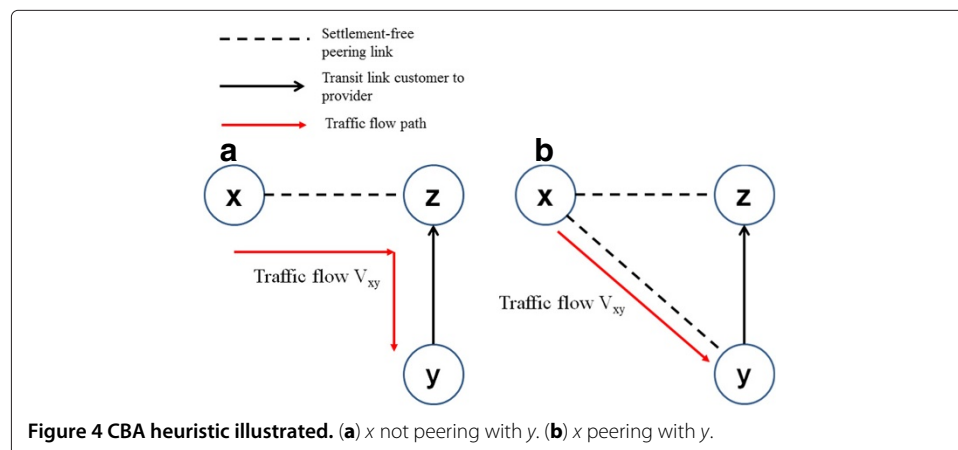 Settlement-free
peering link
Transit link customer to
provider
Traffic flow path
a
b
x
z
x
z
Traffic flow Vxy
Traffic flow Vxy
y
y
Figure 4 CBA heuristic illustrated. (a) x not peering with y. (b) x peering with y.